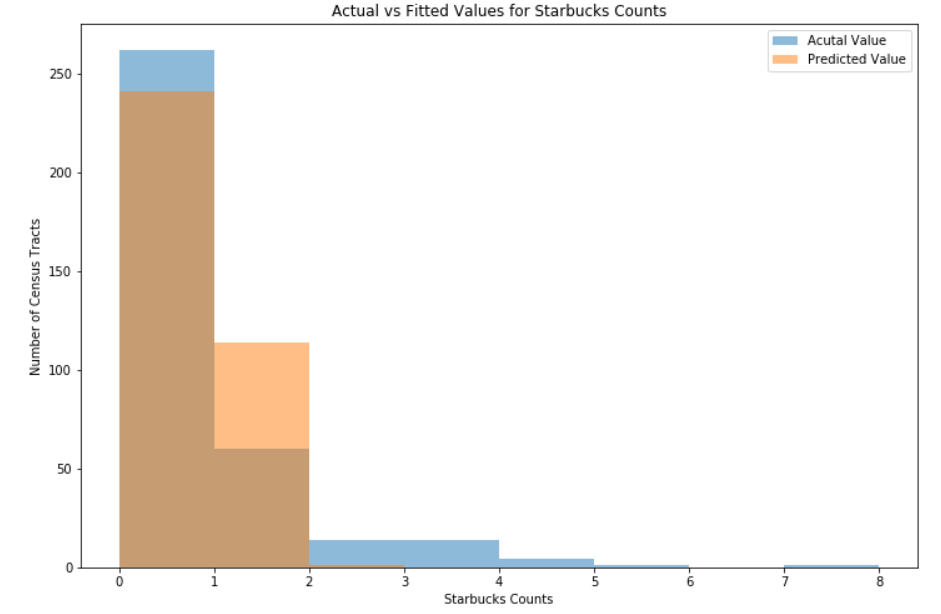 Actual vs Fitted Values for Starbucks Counts
Acutal Value
Predicted Value
Number of Census Tracts
250
200
150
100
50
0
0 1 2 3 4 5 6 7 8
Starbucks Counts